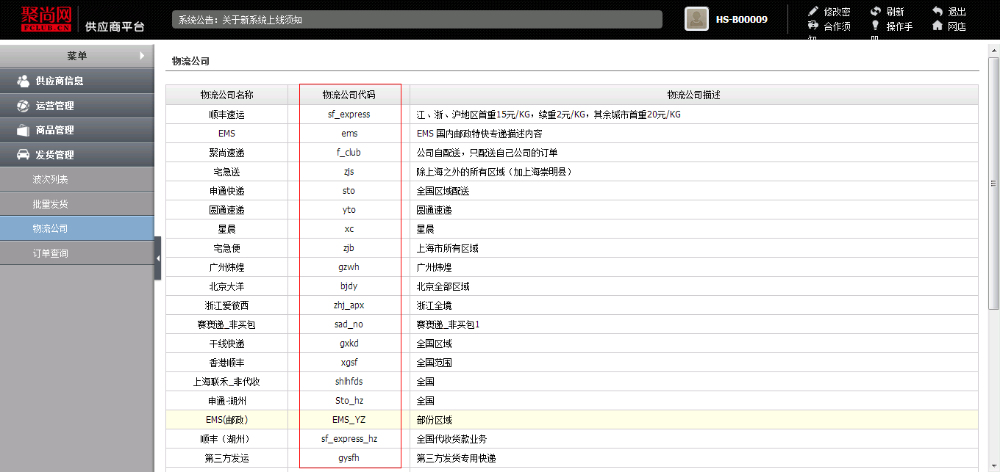 聚尚网
FCLUB.CN
供应商平台
系统公告：关于新系统上线须知
HS-B00009
修改密
刷新
退出
合作须
操作手
网店
菜单
供应商信息
运营管理
商品管理
发货管理
波次列表
批量发货
物流公司
订单查询
物流公司
物流公司名称 物流公司代码 物流公司描述
顺丰速运 sf_express 江、浙、沪地区首重15元/KG，续重2元/KG，其余城市首重20元/KG
EMS ems EMS 国内邮政特快专递描述内容
聚尚速递 f_club 公司自配送，只配送自己公司的订单
宅急送 zjs 除上海之外的所有区域（加上海崇明县）
申通快递 sto 全国区域配送
圆通速递 yto 圆通速递
星晨 xc 星晨
宅急便 zjb 上海市所有区域
广州炜煌 gzwh 广州炜煌
北京大洋 bjdy 北京全部区域
浙江爱彼西 zhj_apx 浙江全境
赛澳递_非买包 sad_no 赛澳递_非买包1
干线快递 gxkd 全国区域
香港顺丰 xgsf 全国范围
上海联禾_非代收 shlhfds 全国
申通-湖州 Sto_hz 全国
EMS(邮政) EMS_YZ 部份区域
顺丰（湖州） sf_express_hz 全国代收货款业务
第三方发运 gysfh 第三方发货专用快递